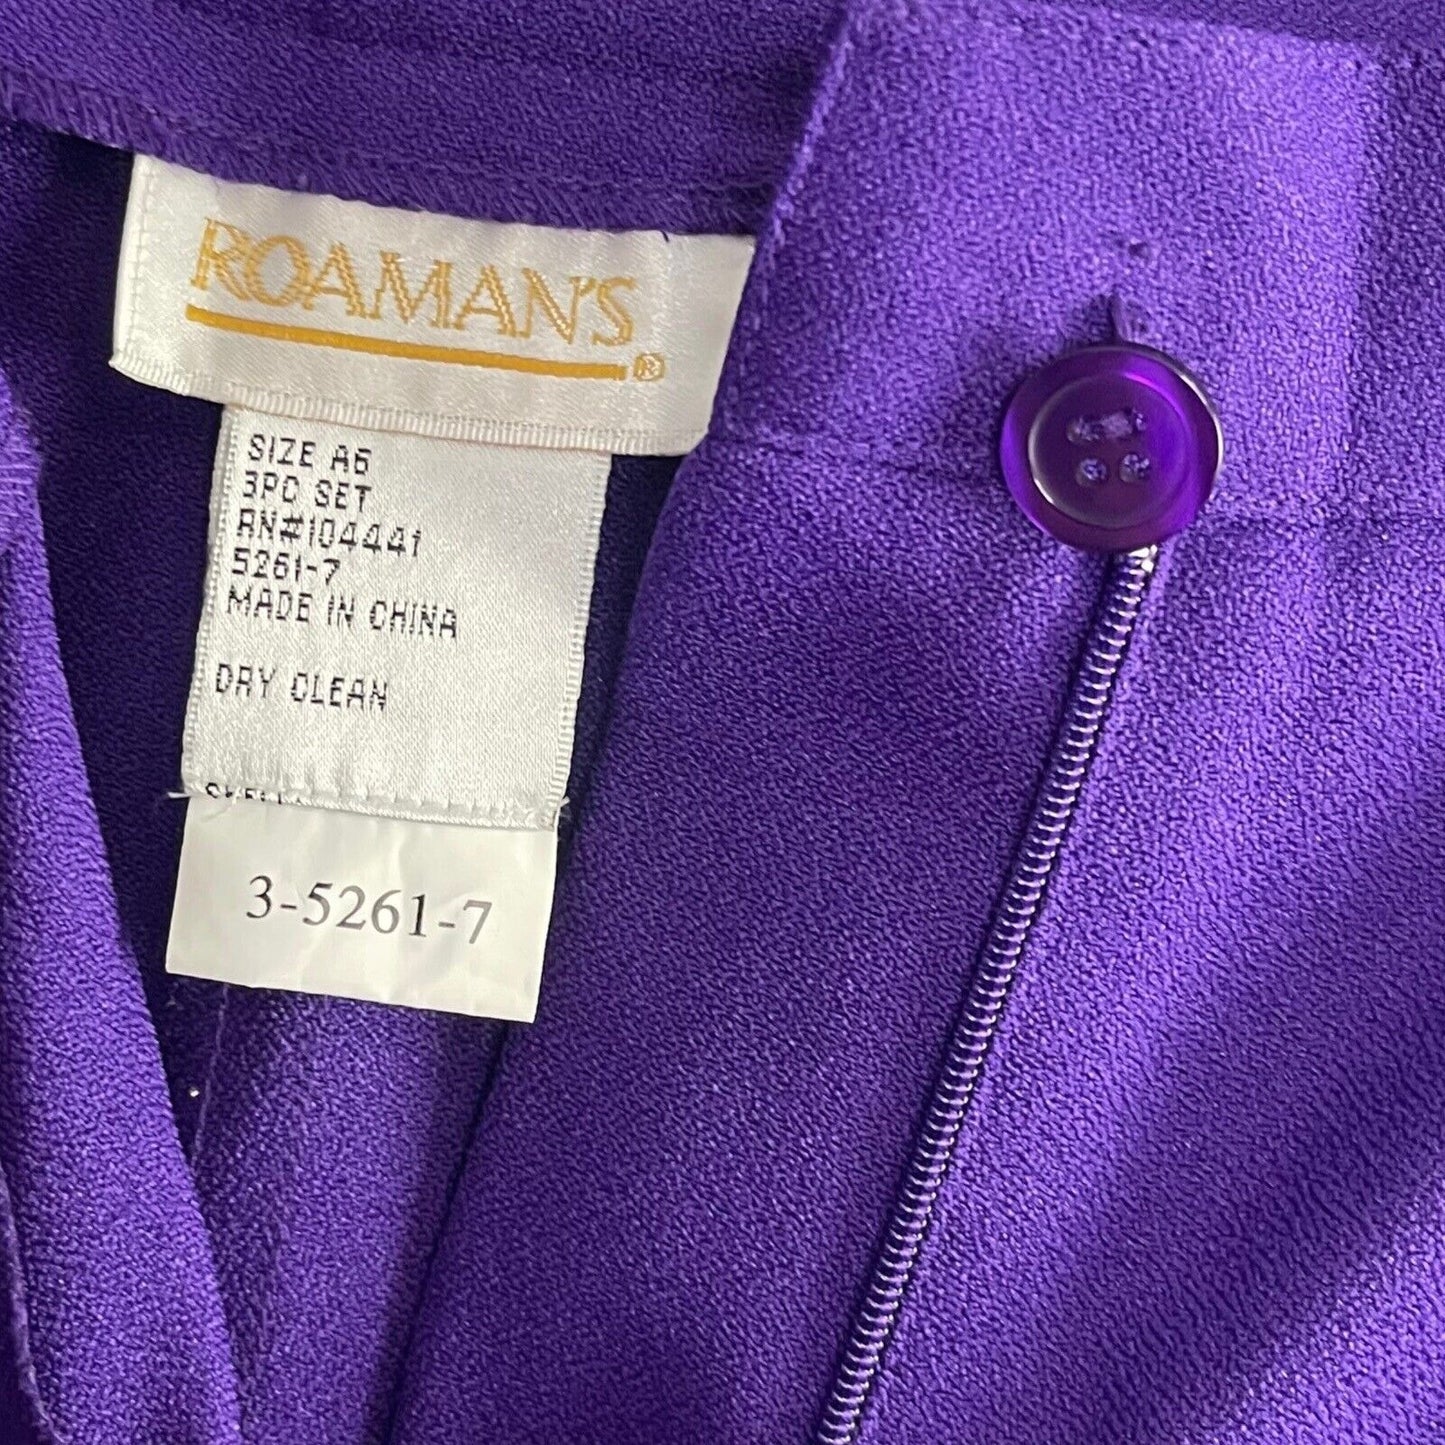 ROAMAN'S®
SIZE A6
3PC SET
RN#104441
5261-7
MADE IN CHINA
DRY CLEAN
3-5261-7